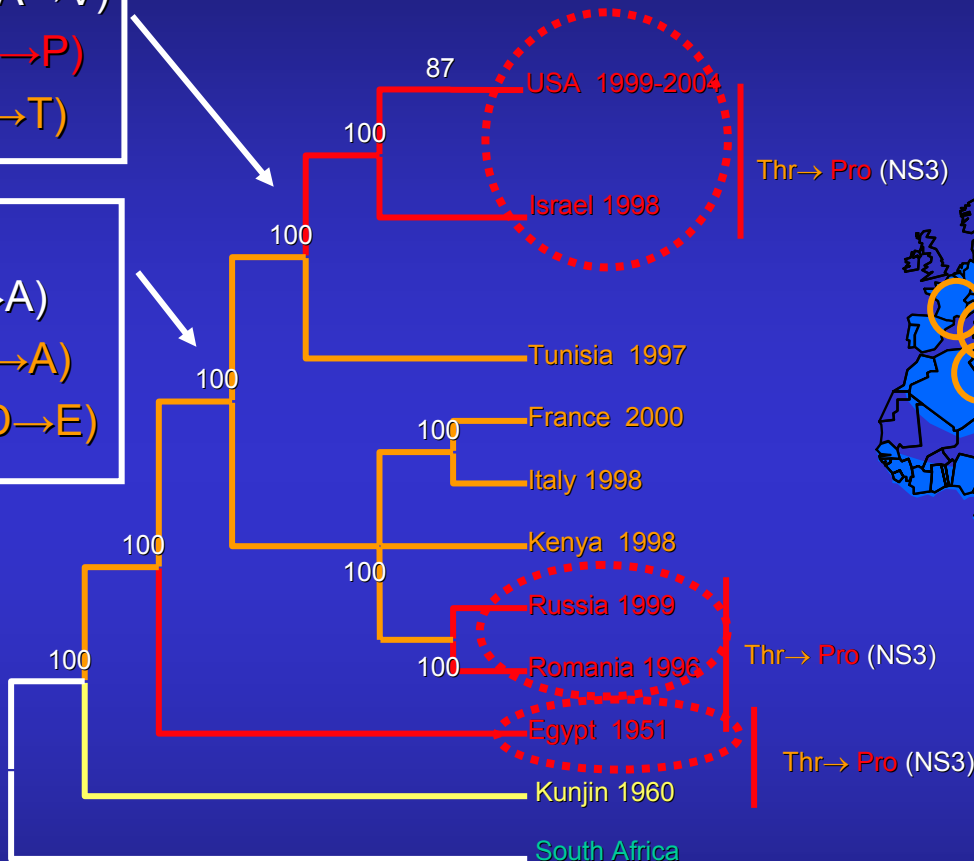 →P)
→T)
→A)
→A)
→E)
87
USA 1999-2004
100
Thr→ Pro (NS3)
Israel 1998
100
Tunisia 1997
100
France 2000
100
Italy 1998
Kenya 1998
100
100
Russia 1999
Thr→ Pro (NS3)
100
Romania 1996
100
Egypt 1951
Thr→ Pro (NS3)
Kunjin 1960
South Africa